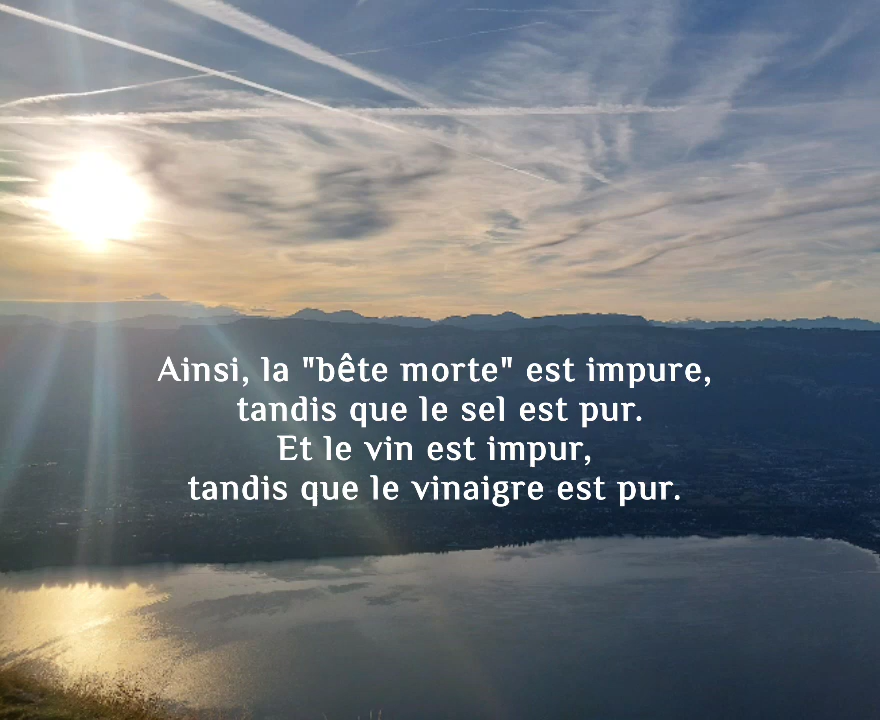 Ainsi, la "bête morte" est impure,
tandis que le sel est pur.
Et le vin est impur,
tandis que le vinaigre est pur.